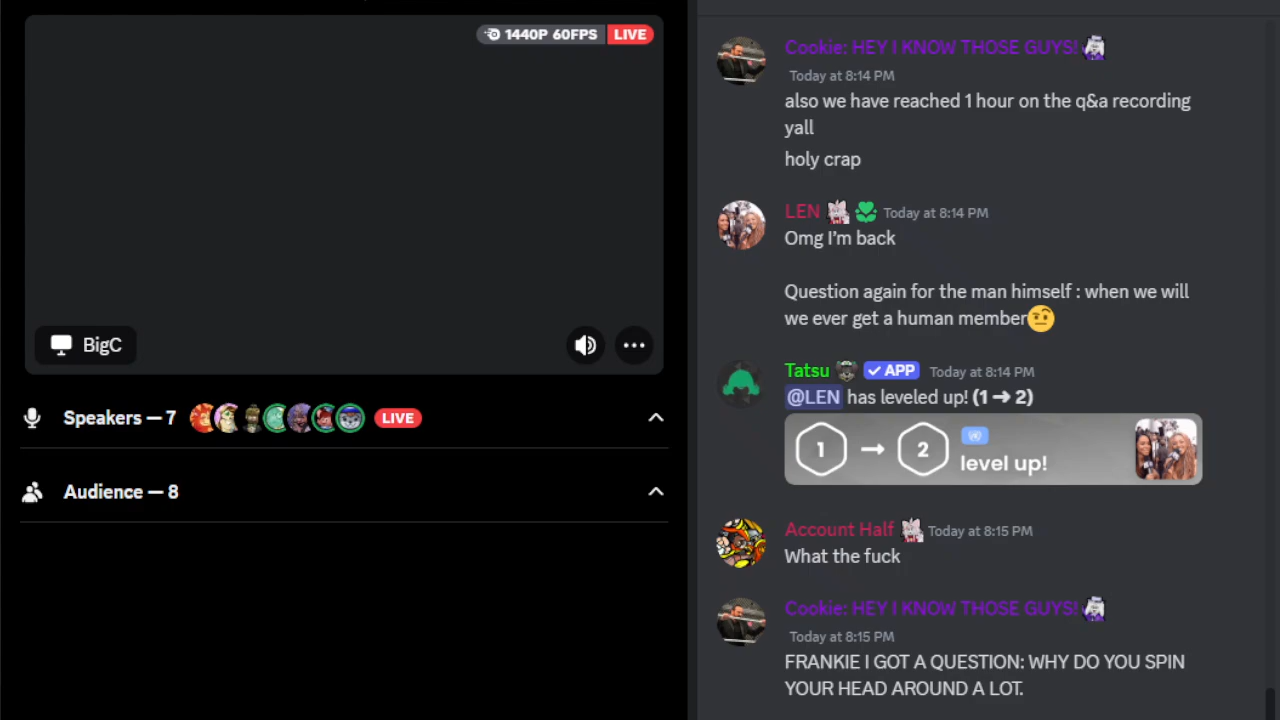 1440P 60FPS LIVE
BigC
Speakers — 7 LIVE
Audience — 8
Cookie: HEY I KNOW THOSE GUYS!
Today at 8:14 PM
also we have reached 1 hour on the q&a recording
yall
holy crap
LEN Today at 8:14 PM
Omg I'm back
Question again for the man himself : when we will
we ever get a human member
Tatsu APP Today at 8:14 PM
@LEN has leveled up! (1 → 2)
1 → 2 level up!
Account Half Today at 8:15 PM
What the fuck
Cookie: HEY I KNOW THOSE GUYS!
Today at 8:15 PM
FRANKIE I GOT A QUESTION: WHY DO YOU SPIN
YOUR HEAD AROUND A LOT.